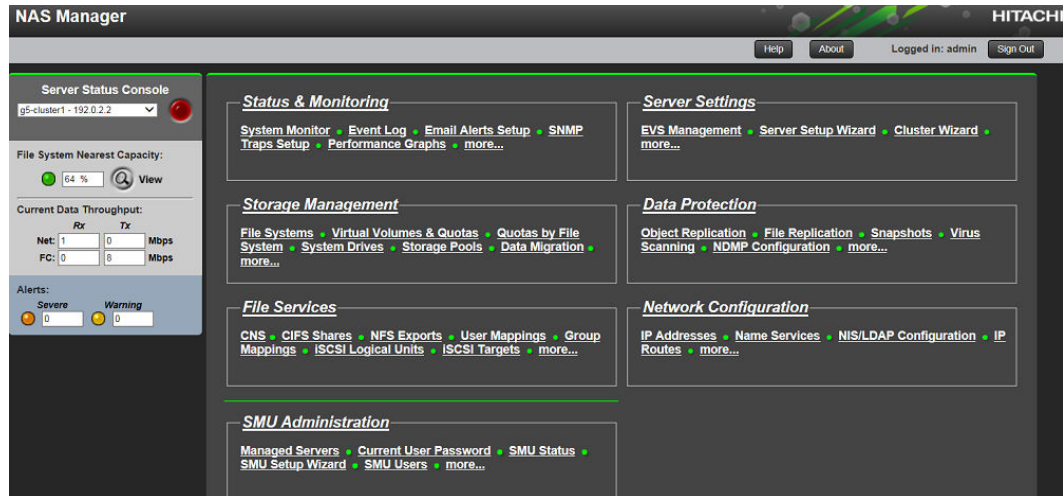 NAS Manager
HITACHI
Help
About
Logged in: admin
Sign Out
Server Status Console
g5-cluster1 - 192.0.2.2
File System Nearest Capacity:
64 %
View
Current Data Throughput:
Rx Tx
Net: 1 0 Mbps
FC: 0 8 Mbps
Alerts:
Severe Warning
0 0
Status & Monitoring
System Monitor Event Log Email Alerts Setup SNMP
Traps Setup Performance Graphs more...
Server Settings
EVS Management Server Setup Wizard Cluster Wizard
more...
Storage Management
File Systems Virtual Volumes & Quotas Quotas by File
System System Drives Storage Pools Data Migration
more...
Data Protection
Object Replication File Replication Snapshots Virus
Scanning NDMP Configuration more...
File Services
CNS CIFS Shares NFS Exports User Mappings Group
Mappings iSCSI Logical Units iSCSI Targets more...
Network Configuration
IP Addresses Name Services NIS/LDAP Configuration IP
Routes more...
SMU Administration
Managed Servers Current User Password SMU Status
SMU Setup Wizard SMU Users more...